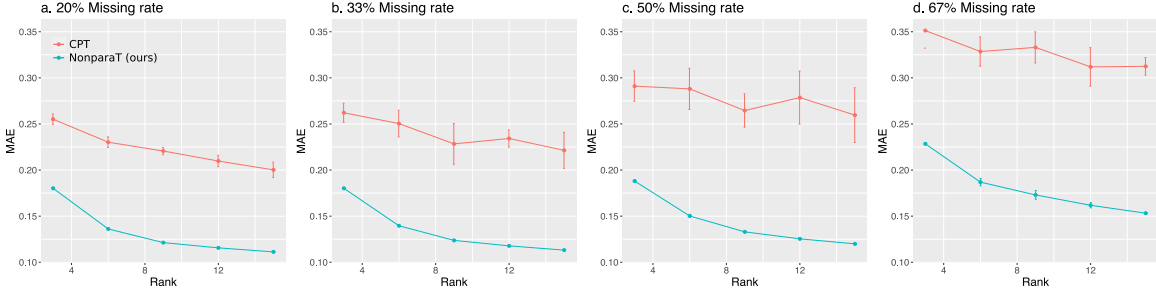 a. 20% Missing rate
0.35
0.30
0.25
0.20
0.15
0.10
MAE
CPT
NonparaT (ours)
4
8
12
Rank
b. 33% Missing rate
0.35
0.30
0.25
0.20
0.15
0.10
MAE
4
8
12
Rank
c. 50% Missing rate
0.35
0.30
0.25
0.20
0.15
0.10
MAE
4
8
12
Rank
d. 67% Missing rate
0.35
0.30
0.25
0.20
0.15
0.10
MAE
4
8
12
Rank